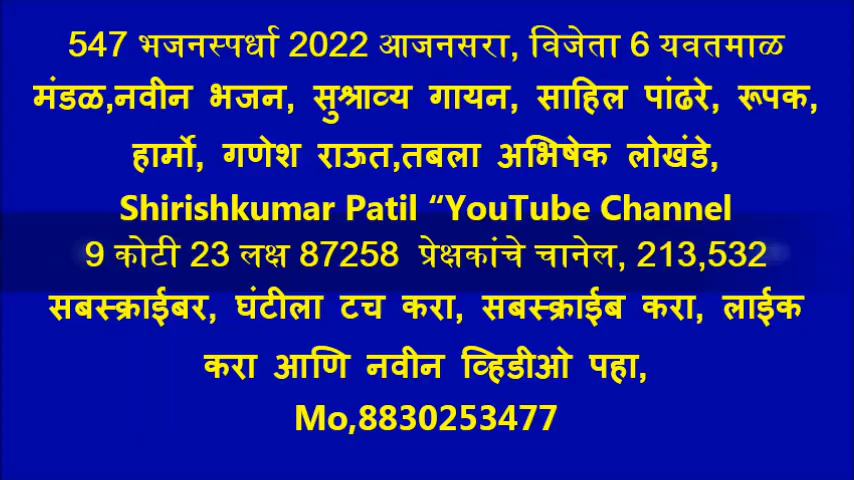 547 भजनस्पर्धा 2022 आजनसरा, विजेता 6 यवतमाळ
मंडळ,नवीन भजन, सुश्राव्य गायन, साहिल पांढरे, रूपक,
हार्मो, गणेश राऊत,तबला अभिषेक लोखंडे,
Shirishkumar Patil “YouTube Channel
9 कोटी 23 लक्ष 87258 प्रेक्षकांचे चानेल, 213,532
सबस्क्राईबर, घंटीला टच करा, सबस्क्राईब करा, लाईक
करा आणि नवीन व्हिडीओ पहा,
Mo,8830253477